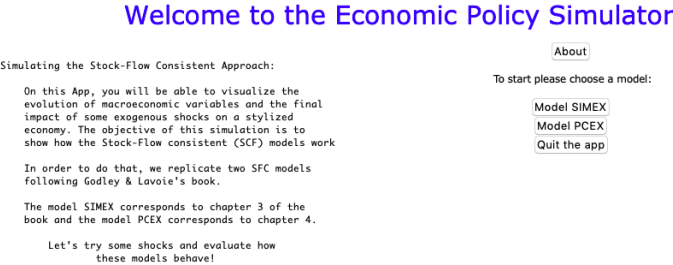 Welcome to the Economic Policy Simulator
Simulating the Stock-Flow Consistent Approach:
On this App, you will be able to visualize the
evolution of macroeconomic variables and the final
impact of some exogenous shocks on a stylized
economy. The objective of this simulation is to
show how the Stock-Flow consistent (SCF) models work
In order to do that, we replicate two SFC models
following Godley & Lavoie's book.
The model SIMEX corresponds to chapter 3 of the
book and the model PCEX corresponds to chapter 4.
Let's try some shocks and evaluate how
these models behave!
About
To start please choose a model:
Model SIMEX
Model PCEX
Quit the app